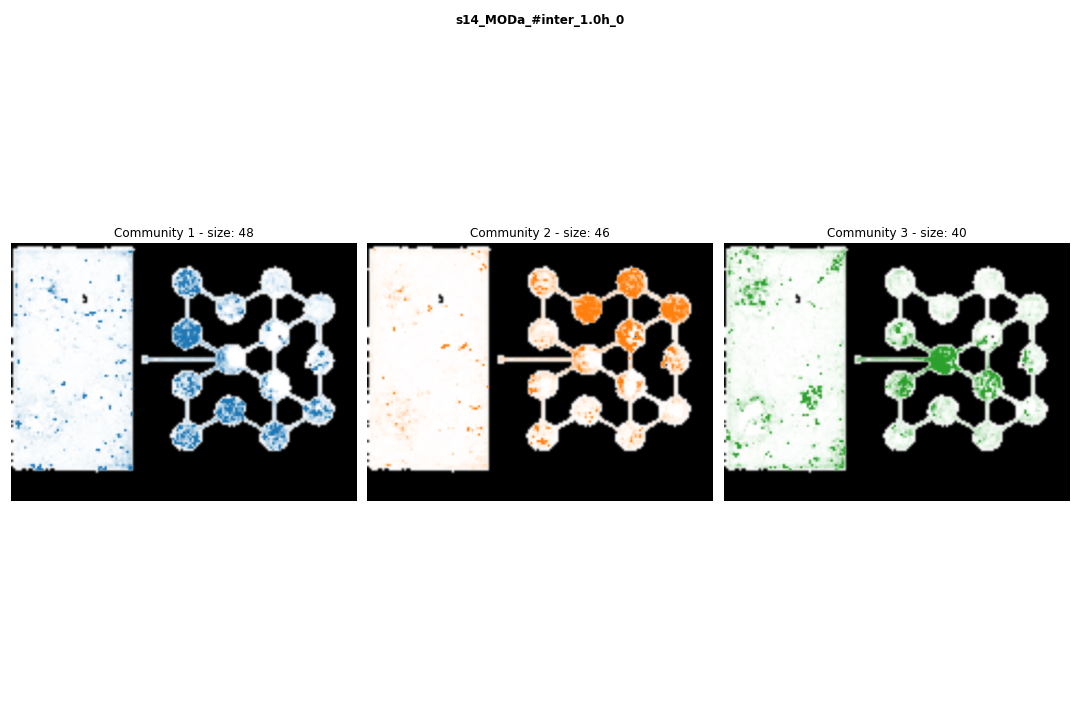 s14_MODa_#inter_1.0h_0
Community 1 - size: 48
Community 2 - size: 46
Community 3 - size: 40